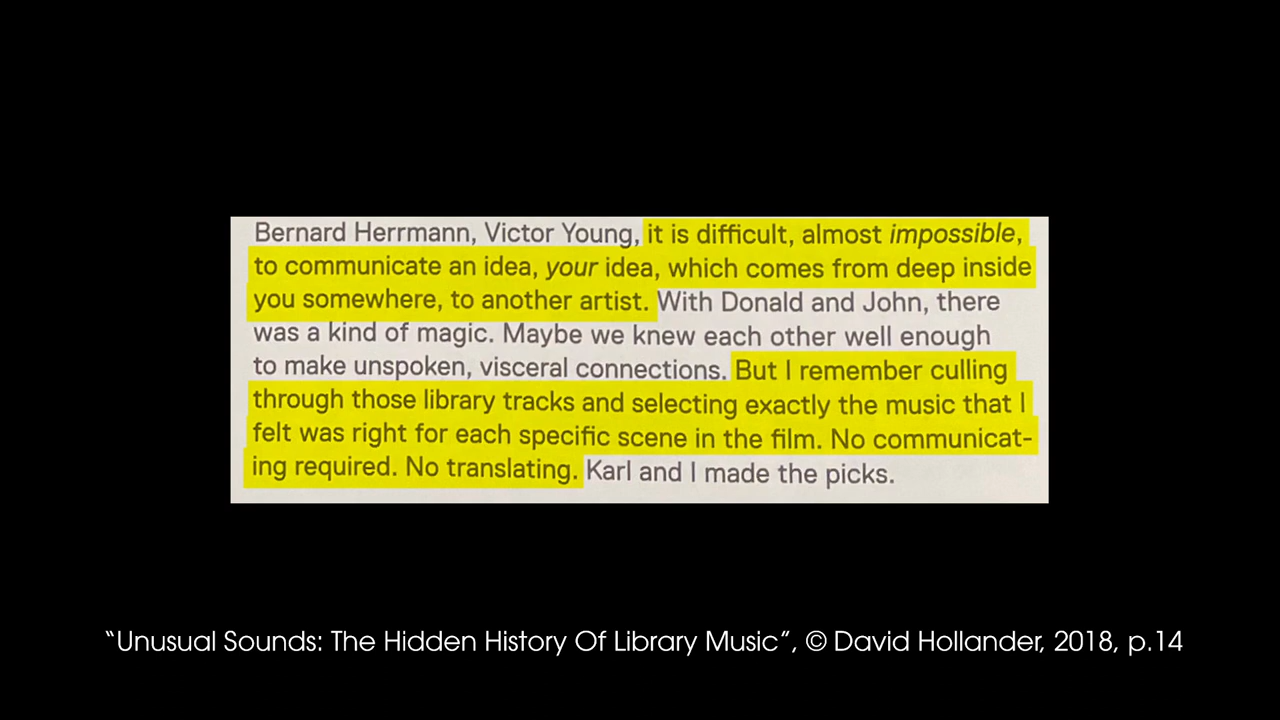 Bernard Herrmann, Victor Young, it is difficult, almost impossible,
to communicate an idea, your idea, which comes from deep inside
you somewhere, to another artist. With Donald and John, there
was a kind of magic. Maybe we knew each other well enough
to make unspoken, visceral connections. But I remember culling
through those library tracks and selecting exactly the music that I
felt was right for each specific scene in the film. No communicat-
ing required. No translating. Karl and I made the picks.
“Unusual Sounds: The Hidden History Of Library Music”, © David Hollander, 2018, p.14